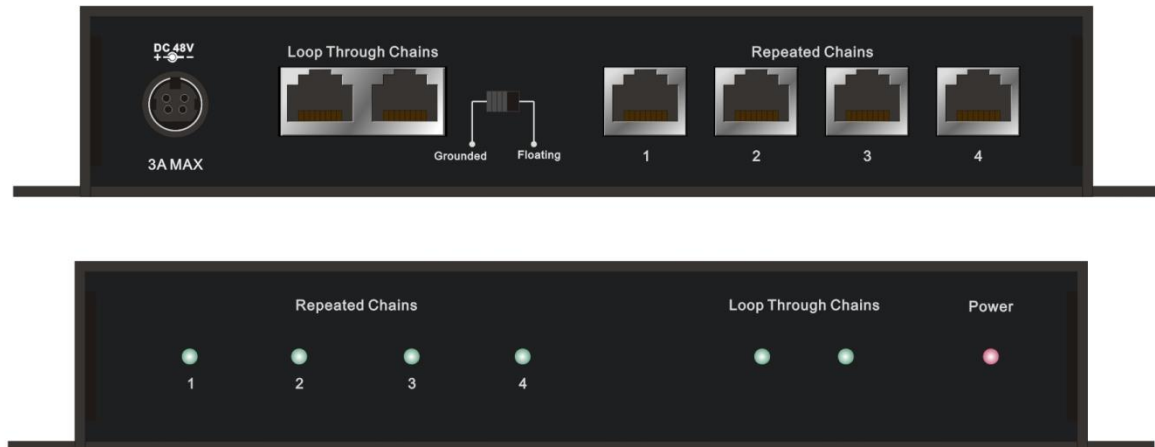 DC 48V
+ -
Loop Through Chains
Repeated Chains
Grounded
Floating
3A MAX
1
2
3
4
Repeated Chains
Loop Through Chains
Power
1
2
3
4